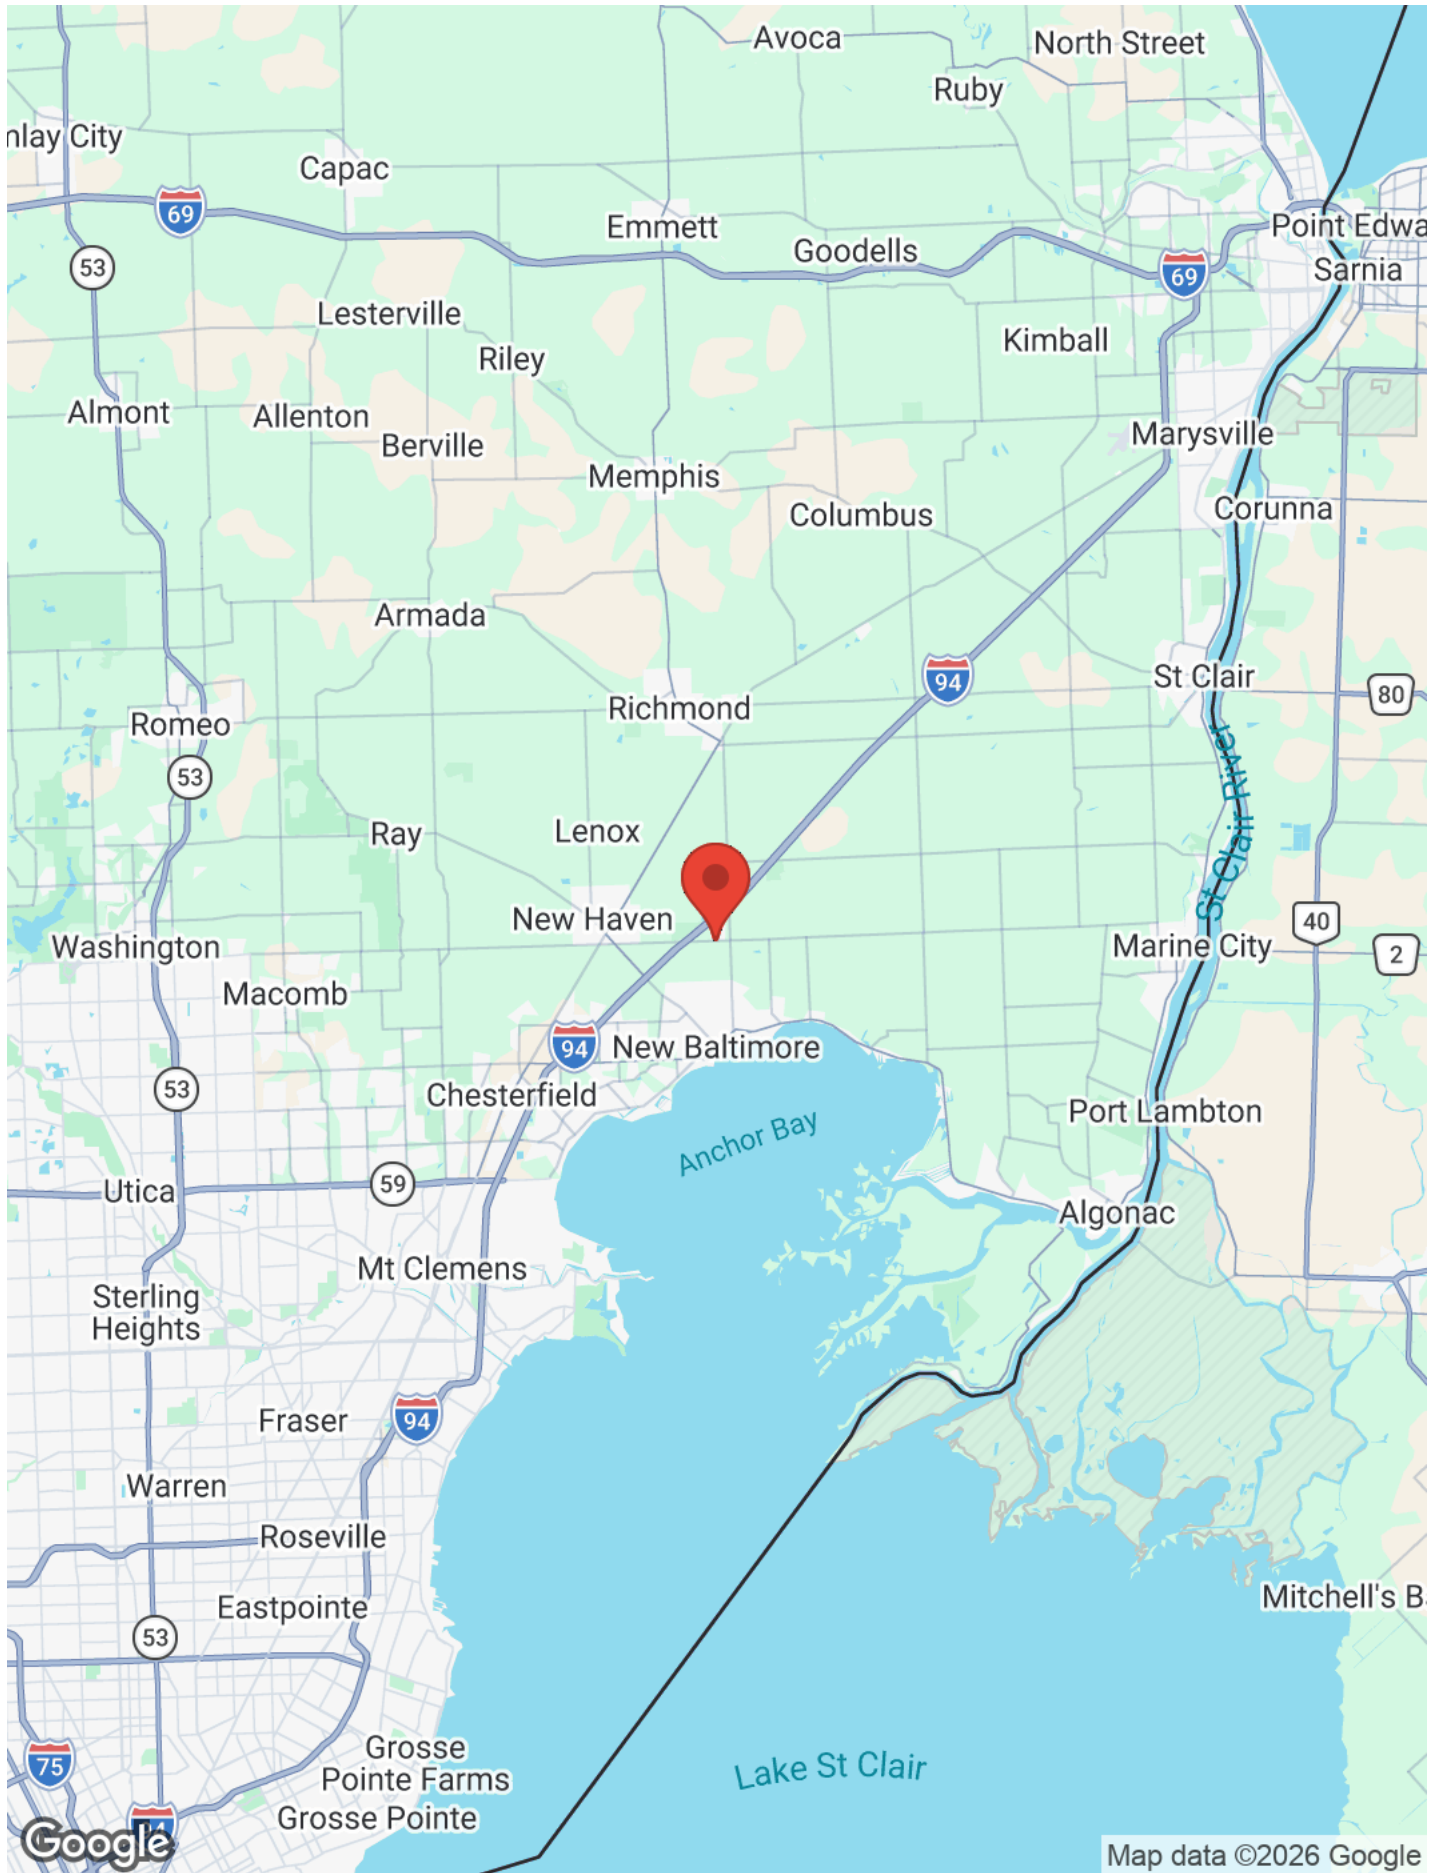 Avoca
North Street
Ruby
nlay City
Capac
69
Emmett
Point Edwa
Goodells
53
69
Sarnia
Lesterville
Kimball
Riley
Almont
Allenton
Berville
Marysville
Memphis
Columbus
Corunna
Armada
94
St Clair
80
Richmond
Romeo
53
St Clair River
Lenox
Ray
New Haven
40
Washington
Marine City
2
Macomb
94
New Baltimore
53
Chesterfield
Port Lambton
Anchor Bay
Utica
59
Algonac
Mt Clemens
Sterling
Heights
Fraser
94
Warren
Roseville
Mitchell's B
Eastpointe
53
Grosse
Pointe Farms
75
Lake St Clair
Grosse Pointe
Google
Map data ©2026 Google